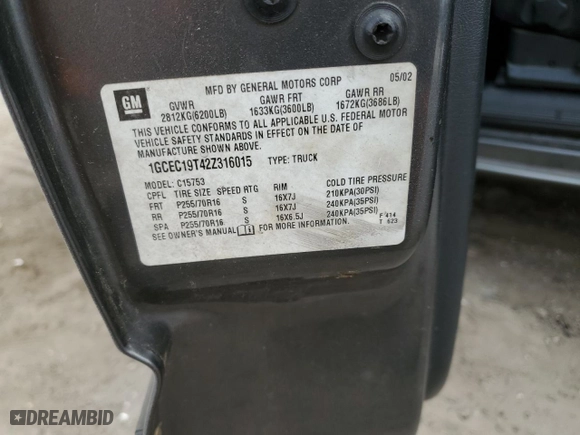 MFD BY GENERAL MOTORS CORP 05/02
GM
GVWR GAWR FRT GAWR RR
2812KG(6200LB) 1633KG(3600LB) 1672KG(3686LB)
THIS VEHICLE CONFORMS TO ALL APPLICABLE U.S. FEDERAL MOTOR
VEHICLE SAFETY STANDARDS IN EFFECT ON THE DATE OF
MANUFACTURE SHOWN ABOVE.
1GCEC19T42Z316015 TYPE: TRUCK
MODEL: C15753
CPFL TIRE SIZE SPEED RTG RIM COLD TIRE PRESSURE
FRT P255/70R16 S 16X7J 210KPA(30PSI)
RR P255/70R16 S 16X7J 240KPA(35PSI)
SPA P255/70R16 S 16X6.5J 240KPA(35PSI)
SEE OWNER'S MANUAL FOR MORE INFORMATION.
F 414
T 623
DREAMBID